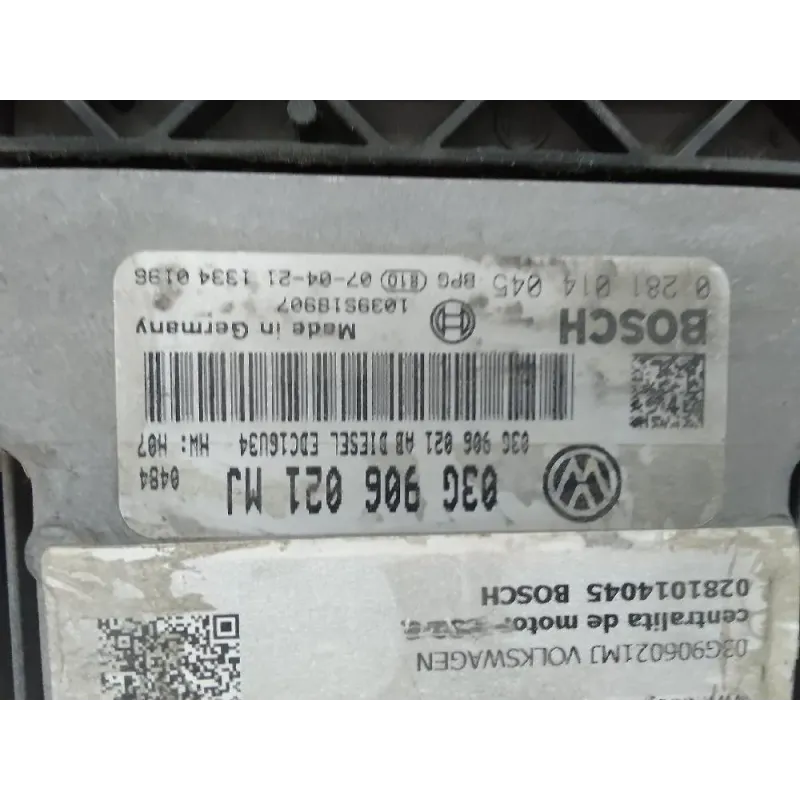 03G906021MJ VOLKSWAGEN
centralita de motor
0281014045 BOSCH
03G 906 021 MJ 0484
03G 906 021 AB DIESEL EDC16U34 HW: H07
BOSCH Made in Germany
1039S18907
0 281 014 045 BPG B10 07-04-21 1334 0196